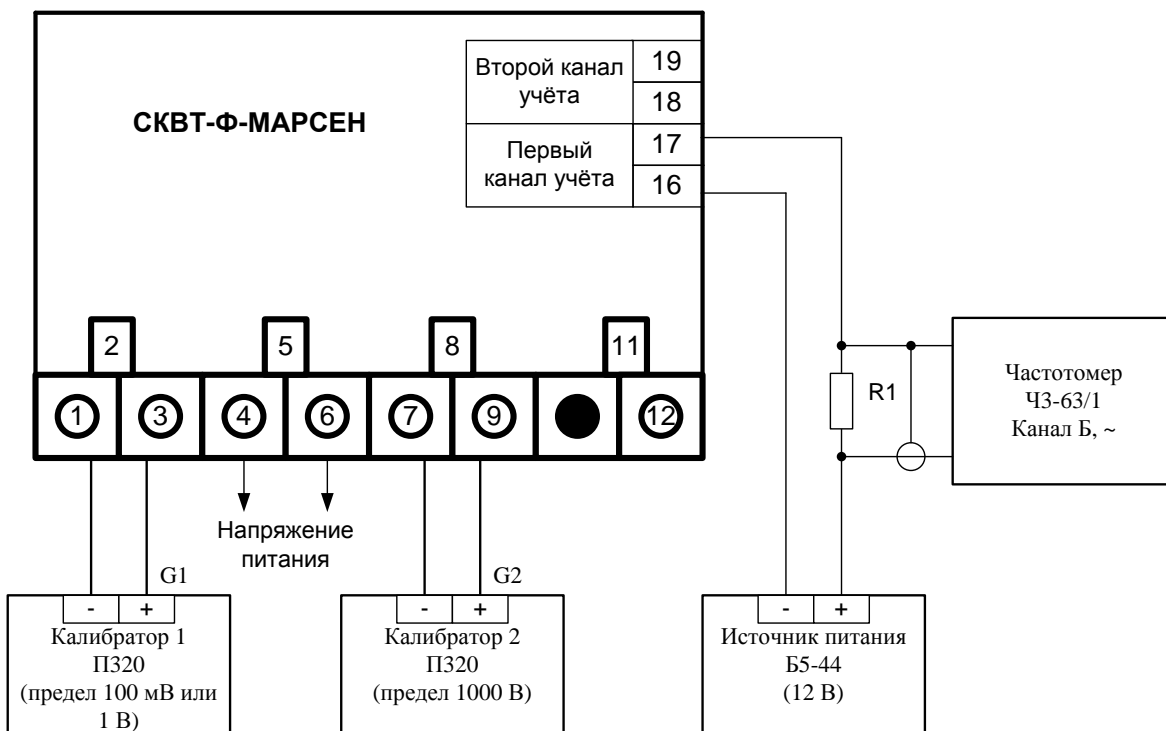 СКВТ-Ф-МАРСЕН
Второй канал
учёта
19
18
Первый
канал учёта
17
16
2
5
8
11
1
3
4
6
7
9
12
Напряжение
питания
R1
Частотомер
Ч3-63/1
Канал Б, ~
G1
- +
Калибратор 1
П320
(предел 100 мВ или
1 В)
G2
- +
Калибратор 2
П320
(предел 1000 В)
- +
Источник питания
Б5-44
(12 В)